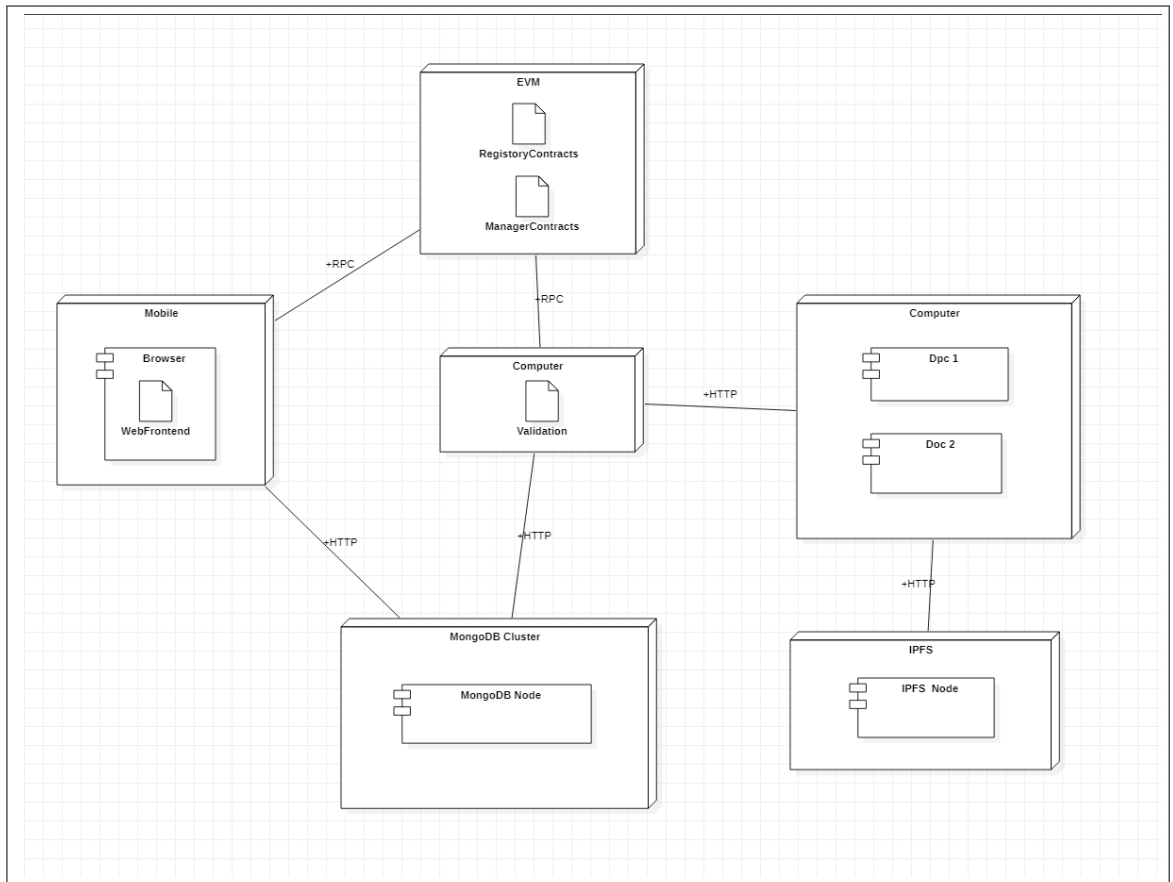 EVM
RegistoryContracts
ManagerContracts
+RPC
+RPC
Mobile
Browser
WebFrontend
Computer
Validation
+HTTP
Computer
Dpc 1
Doc 2
+HTTP
+HTTP
+HTTP
MongoDB Cluster
MongoDB Node
IPFS
IPFS Node